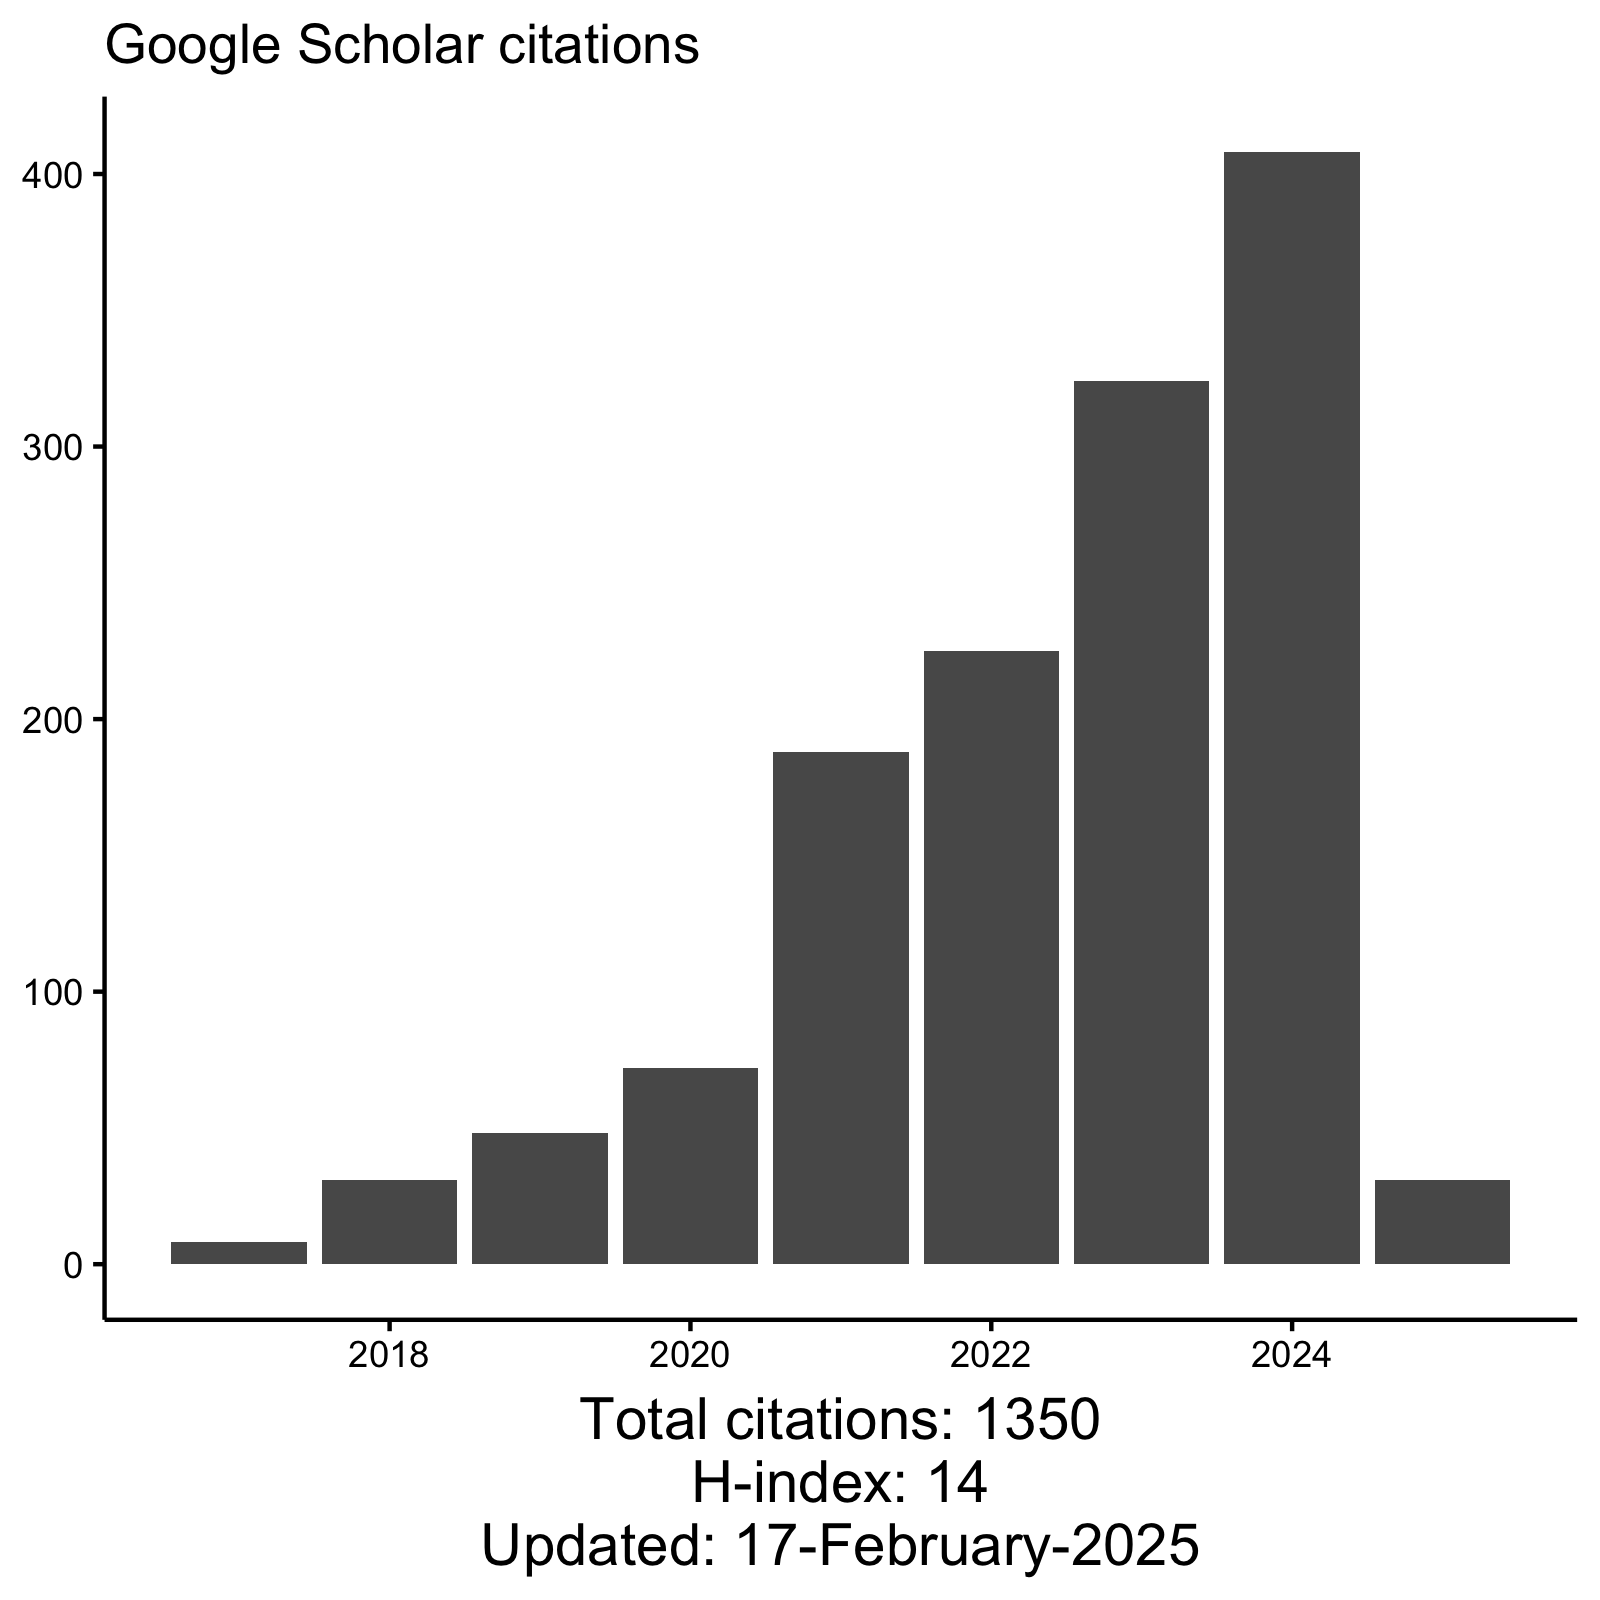 Google Scholar citations
400
300
200
100
0
2018 2020 2022 2024
Total citations: 1350
H-index: 14
Updated: 17-February-2025